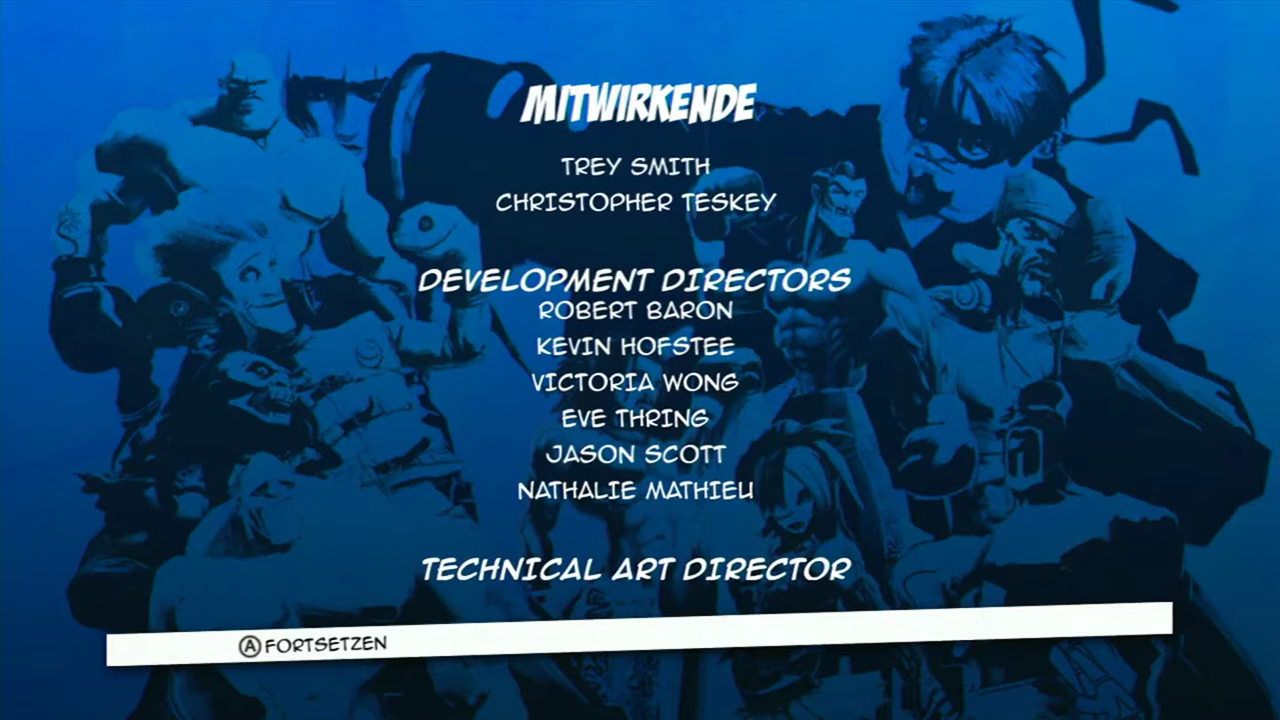 MITWIRKENDE
TREY SMITH
CHRISTOPHER TESKEY
DEVELOPMENT DIRECTORS
ROBERT BARON
KEVIN HOFSTEE
VICTORIA WONG
EVE THRING
JASON SCOTT
NATHALIE MATHIEU
TECHNICAL ART DIRECTOR
A FORTSETZEN